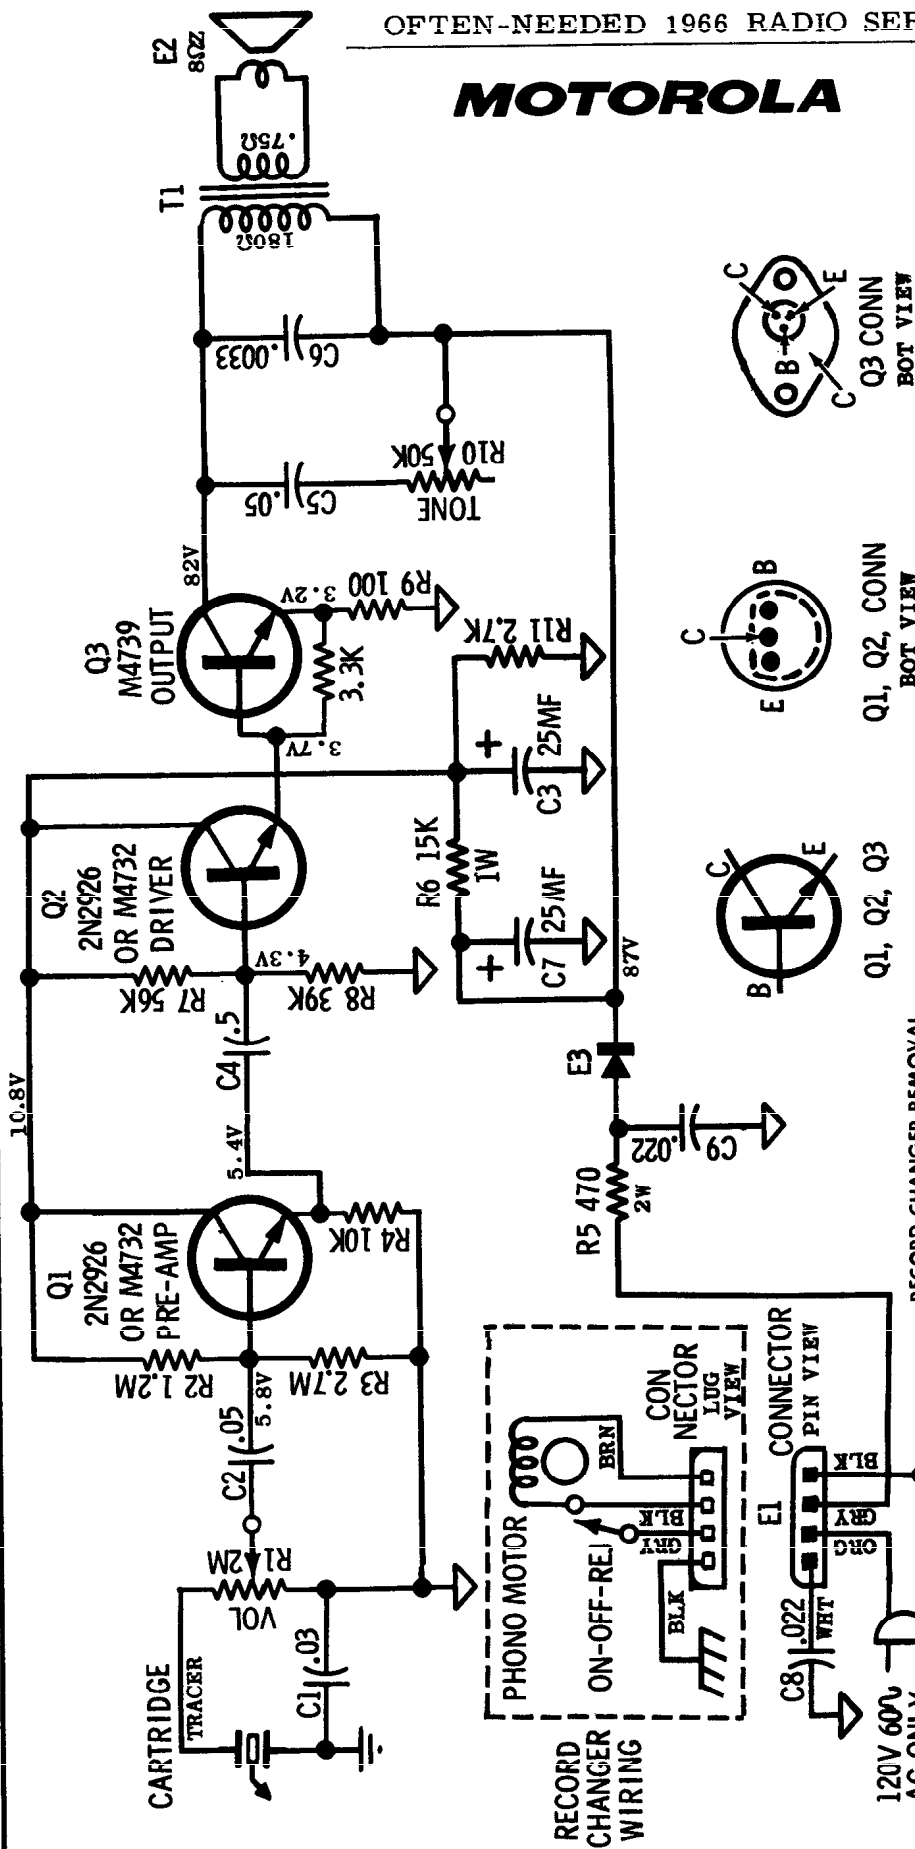 OFTEN-NEEDED 1966 RADIO SER
MOTOROLA
E2
8Ω
.75Ω
T1
180Ω
C6 .0033
C5 .05
R10
50K
TONE
82V
Q3
M4739
OUTPUT
3.2V
R9 100
3.3K
3.7V
R11 2.7K
+
25MF
C3
R6 15K
1W
+
25MF
C7
87V
Q2
2N2926
OR M4732
DRIVER
R7 56K
4.3V
R8 39K
C4 .5
10.8V
5.4V
Q1
2N2926
OR M4732
PRE-AMP
R4 10K
R2 1.2M
R3 2.7M
5.8V
C2 .05
R1
2M
VOL
C1 .03
CARTRIDGE
TRACER
E3
C9
.022
R5 470
2W
C
B
E
C
Q3 CONN
BOT VIEW
C
E
B
Q1, Q2, CONN
BOT VIEW
B
C
E
Q1, Q2, Q3
RECORD CHANGER REMOVAL
PHONO MOTOR
ON-OFF-REJ
BRN
BLK
GRY
BLK
CON
NECTOR
LUG
VIEW
RECORD
CHANGER
WIRING
CONNECTOR
PIN VIEW
E1
BLK
GRY
ORG
WHT
C8 .022
120V 60∿
AC ONLY